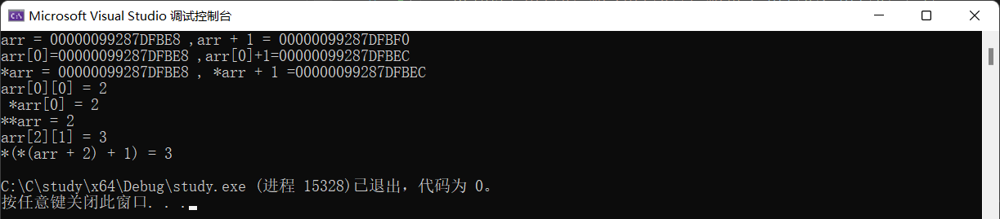 Microsoft Visual Studio 调试控制台
arr = 00000099287DFBE8 ,arr + 1 = 00000099287DFBF0
arr[0]=00000099287DFBE8 ,arr[0]+1=00000099287DFBEC
*arr = 00000099287DFBE8 , *arr + 1 =00000099287DFBEC
arr[0][0] = 2
 *arr[0] = 2
**arr = 2
arr[2][1] = 3
*(*(arr + 2) + 1) = 3
C:\C\study\x64\Debug\study.exe (进程 15328)已退出，代码为 0。
按任意键关闭此窗口. . .